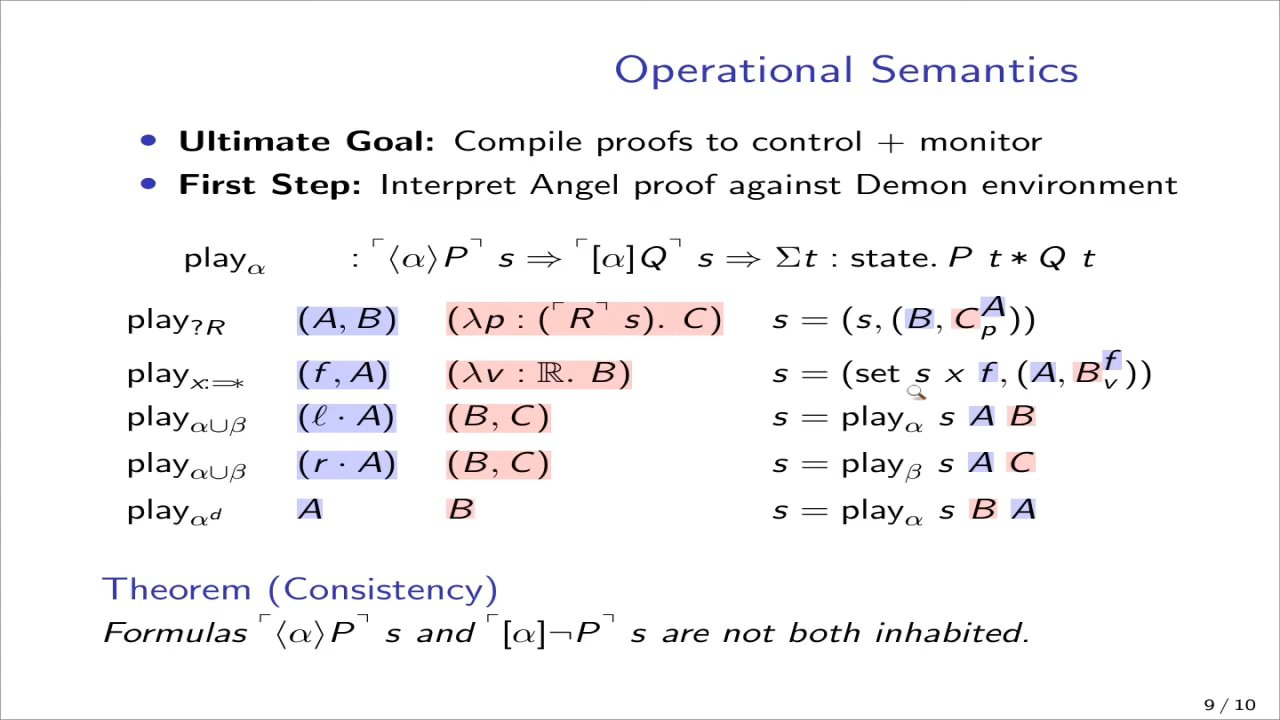 Operational Semantics
• Ultimate Goal: Compile proofs to control + monitor
• First Step: Interpret Angel proof against Demon environment
play_α : ⌜⟨α⟩P⌝ s ⇒ ⌜[α]Q⌝ s ⇒ Σt : state. P t * Q t
play_?R (A, B) (λp : (⌜R⌝ s). C) s = (s, (B, C^A_p))
play_x:=* (f, A) (λv : ℝ. B) s = (set s x f, (A, B^f_v))
play_α∪β (ℓ · A) (B, C) s = play_α s A B
play_α∪β (r · A) (B, C) s = play_β s A C
play_α^d A B s = play_α s B A
Theorem (Consistency)
Formulas ⌜⟨α⟩P⌝ s and ⌜[α]¬P⌝ s are not both inhabited.
9 / 10